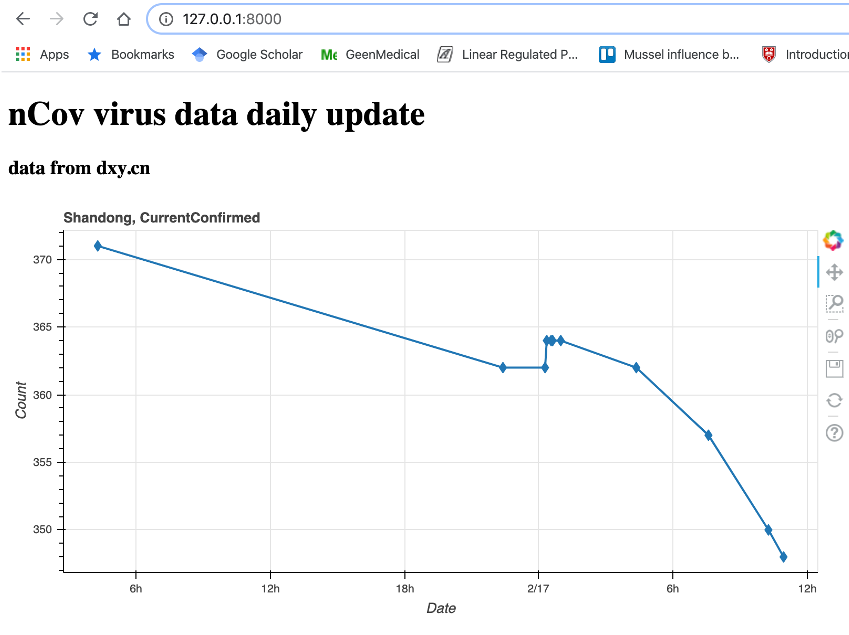 127.0.0.1:8000
Apps Bookmarks Google Scholar GeenMedical Linear Regulated P... Mussel influence b... Introduction
nCov virus data daily update
data from dxy.cn
Shandong, CurrentConfirmed
370
365
360
355
350
Count
6h 12h 18h 2/17 6h 12h
Date